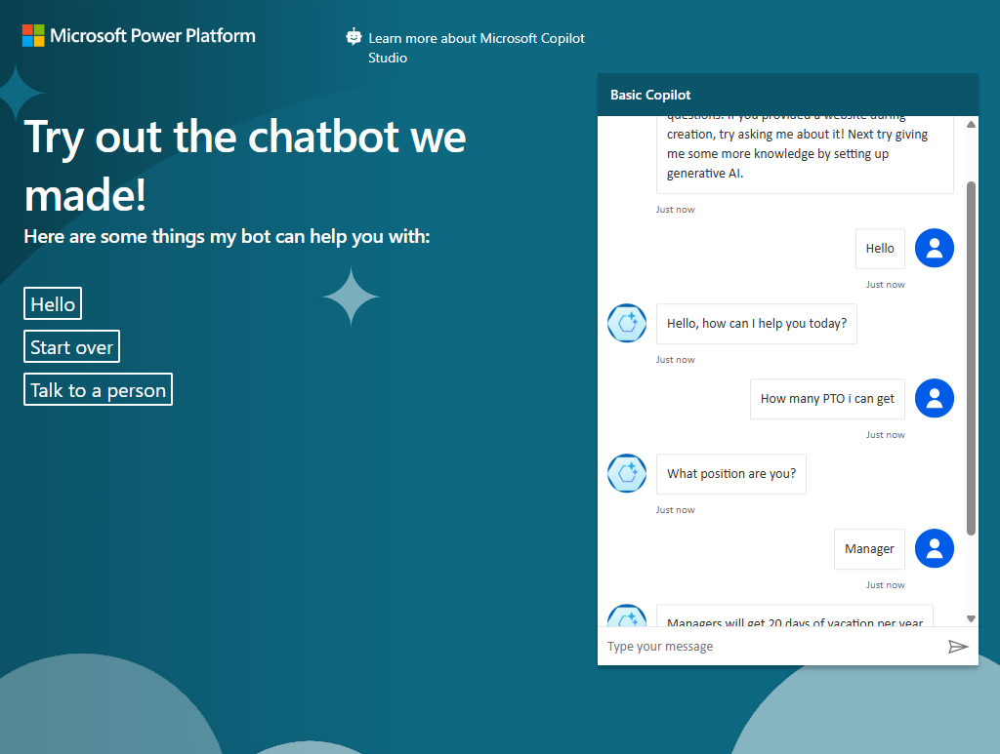 Microsoft Power Platform
Learn more about Microsoft Copilot
Studio
Try out the chatbot we
made!
Here are some things my bot can help you with:
Hello
Start over
Talk to a person
Basic Copilot
questions. If you provided a website during
creation, try asking me about it! Next try giving
me some more knowledge by setting up
generative AI.
Just now
Hello
Just now
Hello, how can I help you today?
Just now
How many PTO i can get
Just now
What position are you?
Just now
Manager
Just now
Managers will get 20 days of vacation per year
Type your message